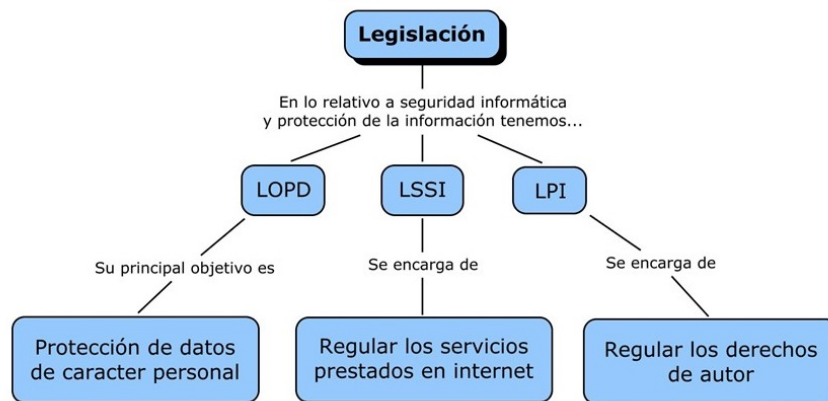 Legislación
En lo relativo a seguridad informática
y protección de la información tenemos...
LOPD
LSSI
LPI
Su principal objetivo es
Se encarga de
Se encarga de
Protección de datos
de caracter personal
Regular los servicios
prestados en internet
Regular los derechos
de autor